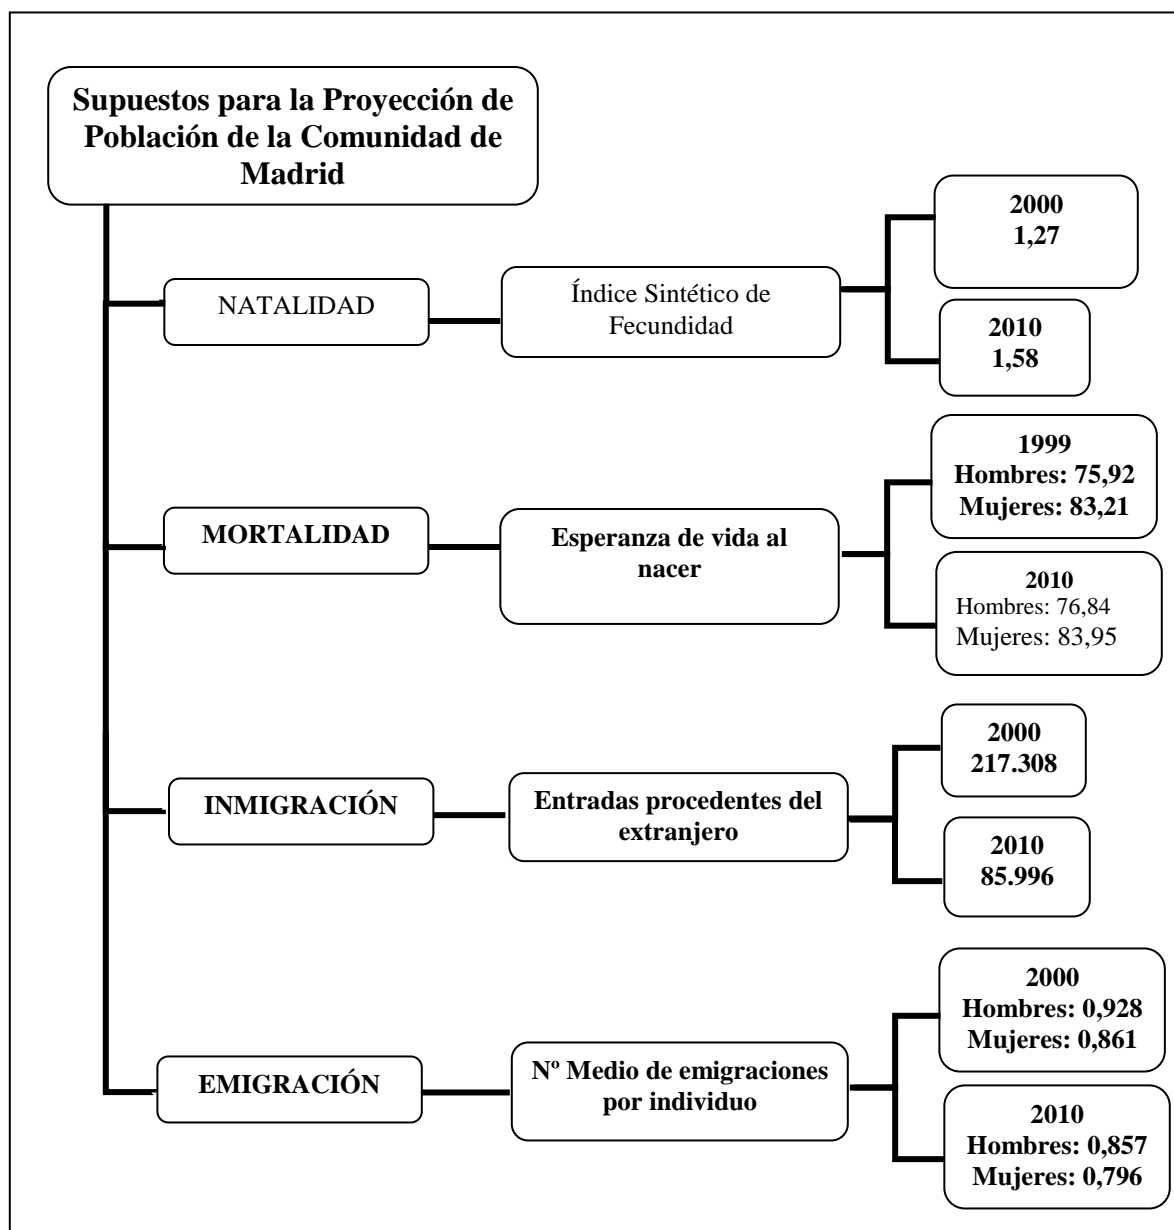 Supuestos para la Proyección de
Población de la Comunidad de
Madrid
NATALIDAD
Índice Sintético de
Fecundidad
2000
1,27
2010
1,58
MORTALIDAD
Esperanza de vida al
nacer
1999
Hombres: 75,92
Mujeres: 83,21
2010
Hombres: 76,84
Mujeres: 83,95
INMIGRACIÓN
Entradas procedentes del
extranjero
2000
217.308
2010
85.996
EMIGRACIÓN
Nº Medio de emigraciones
por individuo
2000
Hombres: 0,928
Mujeres: 0,861
2010
Hombres: 0,857
Mujeres: 0,796